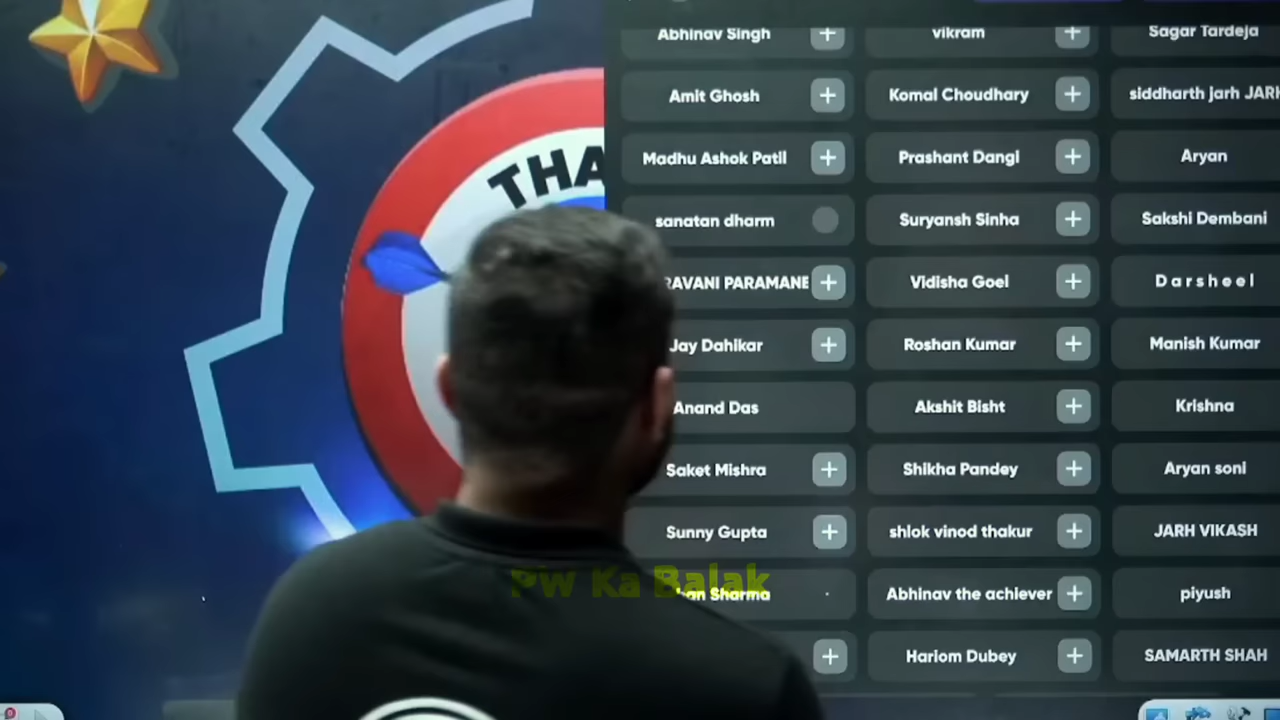 THA
Abhinav Singh
vikram
Sagar Tardeja
Amit Ghosh
Komal Choudhary
siddharth jarh JARH
Madhu Ashok Patil
Prashant Dangi
Aryan
sanatan dharm
Suryansh Sinha
Sakshi Dembani
RAVANI PARAMANE
Vidisha Goel
Darsheel
Jay Dahikar
Roshan Kumar
Manish Kumar
Anand Das
Akshit Bisht
Krishna
Saket Mishra
Shikha Pandey
Aryan soni
Sunny Gupta
shlok vinod thakur
JARH VIKASH
Pw Ka Balak
Sharma
Abhinav the achiever
piyush
Hariom Dubey
SAMARTH SHAH